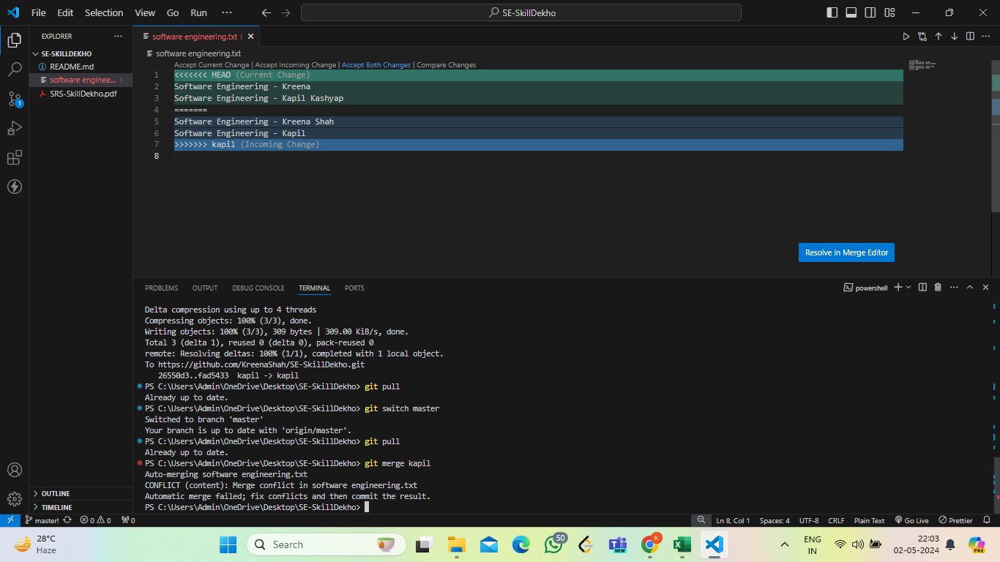 File Edit Selection View Go Run ···
SE-SkillDekho
EXPLORER ···
SE-SKILLDEKHO
README.md
software enginee... !
SRS-SkillDekho.pdf
OUTLINE
TIMELINE
software engineering.txt !
software engineering.txt
Accept Current Change | Accept Incoming Change | Accept Both Changes | Compare Changes
1 <<<<<<< HEAD (Current Change)
2 Software Engineering - Kreena
3 Software Engineering - Kapil Kashyap
4 =======
5 Software Engineering - Kreena Shah
6 Software Engineering - Kapil
7 >>>>>>> kapil (Incoming Change)
8
Resolve in Merge Editor
PROBLEMS OUTPUT DEBUG CONSOLE TERMINAL PORTS
powershell
Delta compression using up to 4 threads
Compressing objects: 100% (3/3), done.
Writing objects: 100% (3/3), 309 bytes | 309.00 KiB/s, done.
Total 3 (delta 1), reused 0 (delta 0), pack-reused 0
remote: Resolving deltas: 100% (1/1), completed with 1 local object.
To https://github.com/KreenaShah/SE-SkillDekho.git
26550d3..fad5433 kapil -> kapil
PS C:\Users\Admin\OneDrive\Desktop\SE-SkillDekho> git pull
Already up to date.
PS C:\Users\Admin\OneDrive\Desktop\SE-SkillDekho> git switch master
Switched to branch 'master'
Your branch is up to date with 'origin/master'.
PS C:\Users\Admin\OneDrive\Desktop\SE-SkillDekho> git pull
Already up to date.
PS C:\Users\Admin\OneDrive\Desktop\SE-SkillDekho> git merge kapil
Auto-merging software engineering.txt
CONFLICT (content): Merge conflict in software engineering.txt
Automatic merge failed; fix conflicts and then commit the result.
PS C:\Users\Admin\OneDrive\Desktop\SE-SkillDekho>
1
master! 0 0 0
Ln 8, Col 1 Spaces: 4 UTF-8 CRLF Plain Text Go Live Prettier
28°C
Haze
Search
50
NEW
K
ENG
IN
22:03
02-05-2024
PRE